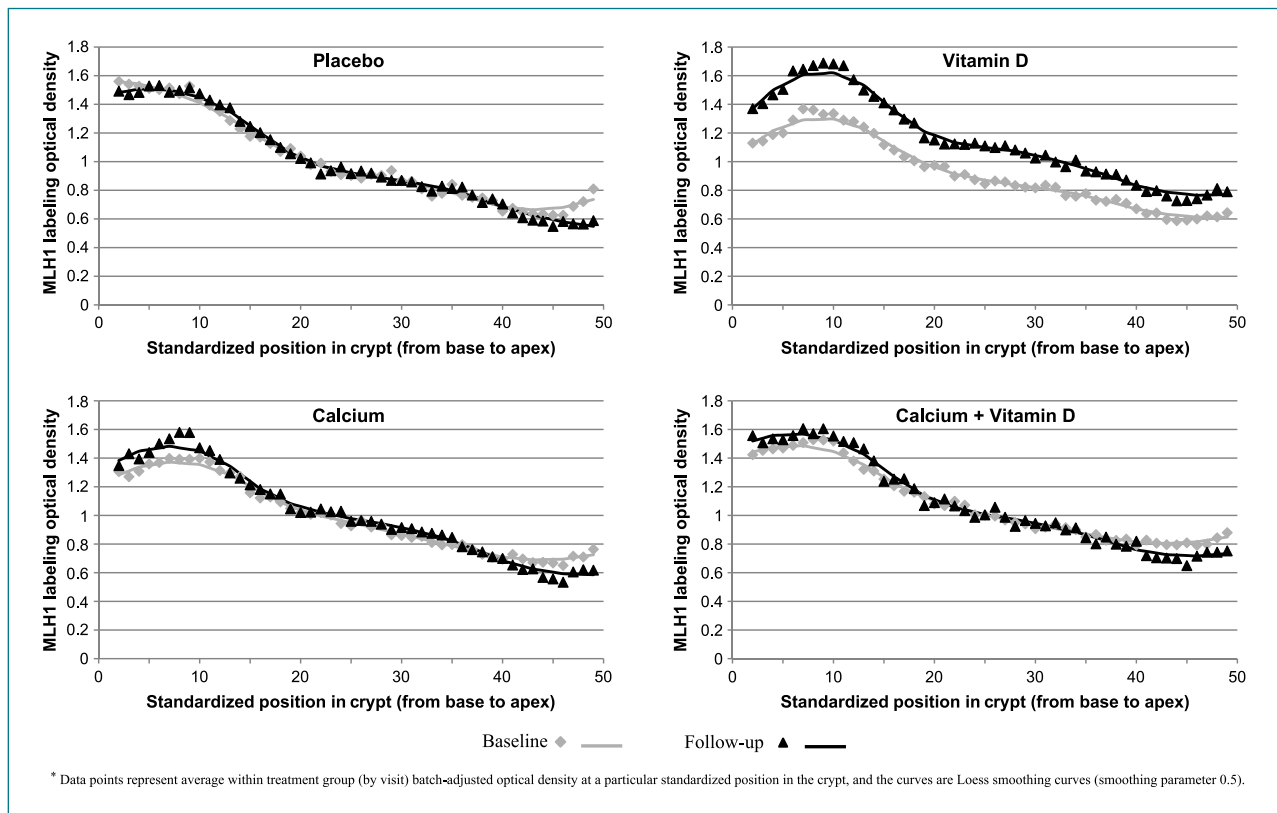 Placebo
MLH1 labeling optical density
1.8
1.6
1.4
1.2
1
0.8
0.6
0.4
0.2
0
0 10 20 30 40 50
Standardized position in crypt (from base to apex)
Vitamin D
MLH1 labeling optical density
1.8
1.6
1.4
1.2
1
0.8
0.6
0.4
0.2
0
0 10 20 30 40 50
Standardized position in crypt (from base to apex)
Calcium
MLH1 labeling optical density
1.8
1.6
1.4
1.2
1
0.8
0.6
0.4
0.2
0
0 10 20 30 40 50
Standardized position in crypt (from base to apex)
Calcium + Vitamin D
MLH1 labeling optical density
1.8
1.6
1.4
1.2
1
0.8
0.6
0.4
0.2
0
0 10 20 30 40 50
Standardized position in crypt (from base to apex)
Baseline Follow-up
* Data points represent average within treatment group (by visit) batch-adjusted optical density at a particular standardized position in the crypt, and the curves are Loess smoothing curves (smoothing parameter 0.5).